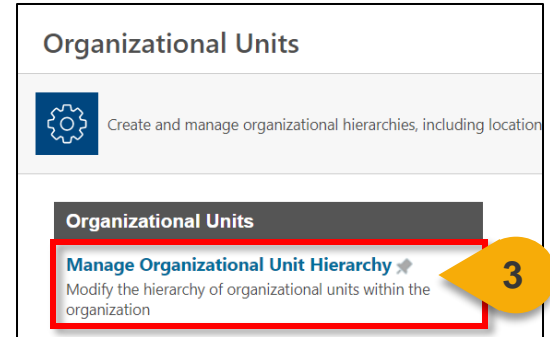 Organizational Units
Create and manage organizational hierarchies, including location
Organizational Units
Manage Organizational Unit Hierarchy
Modify the hierarchy of organizational units within the
organization
3